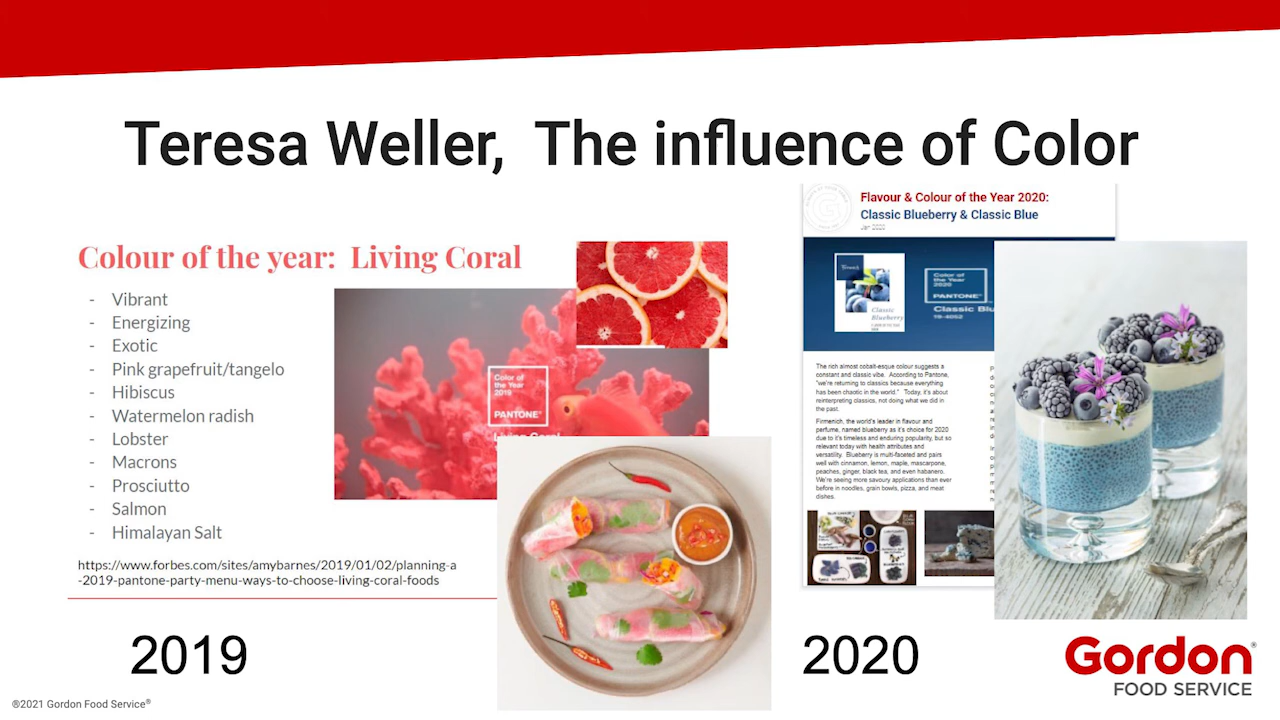 Teresa Weller, The influence of Color
Colour of the year: Living Coral
- Vibrant
- Energizing
- Exotic
- Pink grapefruit/tangelo
- Hibiscus
- Watermelon radish
- Lobster
- Macrons
- Prosciutto
- Salmon
- Himalayan Salt
https://www.forbes.com/sites/amybarnes/2019/01/02/planning-a
-2019-pantone-party-menu-ways-to-choose-living-coral-foods
Color of
the Year
2019
PANTONE®
Living Coral
2019
Flavour & Colour of the Year 2020:
Classic Blueberry & Classic Blue
Classic
Blueberry
Color of
the Year
2020
PANTONE®
Classic Blu
19-4052
The rich almost cobalt-esque colour suggests a
constant and classic vibe. According to Pantone,
"we're returning to classics because everything
has been chaotic in the world." Today, it's about
reinterpreting classics, not doing what we did in
the past.
Firmenich, the world's leader in flavour and
perfume, named blueberry as it's choice for 2020
due to it's timeless and enduring popularity, but so
relevant today with health attributes and
versatility. Blueberry is multi-faceted and pairs
well with cinnamon, lemon, maple, mascarpone,
peaches, ginger, black tea, and even habanero.
We're seeing more savoury applications than ever
before in noodles, grain bowls, pizza, and meat
dishes.
2020
Gordon®
FOOD SERVICE
®2021 Gordon Food Service®